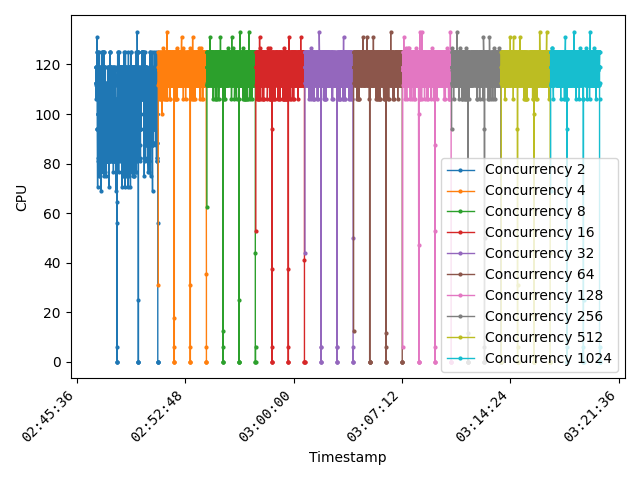 120
100
80
60
40
20
0
CPU
Concurrency 2
Concurrency 4
Concurrency 8
Concurrency 16
Concurrency 32
Concurrency 64
Concurrency 128
Concurrency 256
Concurrency 512
Concurrency 1024
02:45:36
02:52:48
03:00:00
03:07:12
03:14:24
03:21:36
Timestamp